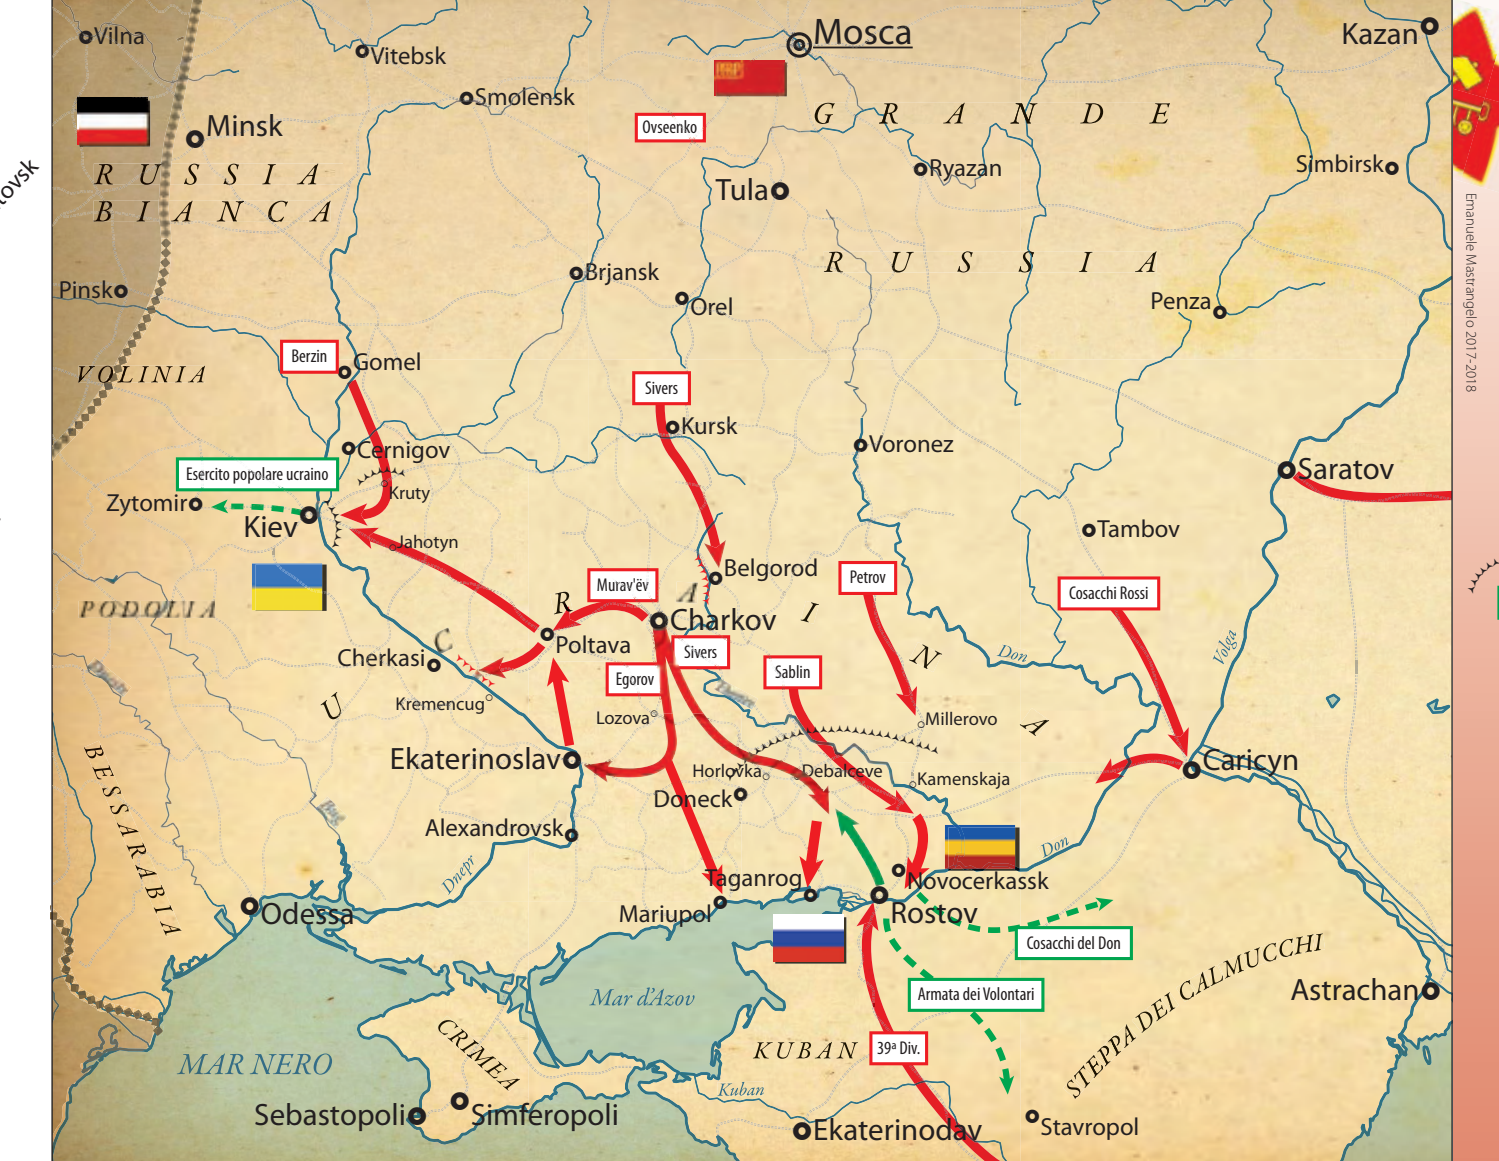 Mosca
Kazan
Vilna
Vitebsk
Smolensk
Minsk
Ovseenko
GRANDE
RUSSIA
BIANCA
tovsk
Ryazan
Simbirsk
Tula
RUSSIA
Brjansk
Pinsk
Orel
Penza
Emanuele Mastrangelo 2017-2018
Berzin
Gomel
VOLINIA
Sivers
Kursk
Voronez
Cernigov
Saratov
Esercito popolare ucraino
Kruty
Zytomir
Kiev
Tambov
Jahotyn
Belgorod
Murav'ëv
Petrov
Cosacchi Rossi
PODOLIA
UCRAINA
Charkov
Poltava
Sivers
Don
Volga
Cherkasi
Egorov
Sablin
Kremencug
Lozova
Millerovo
Ekaterinoslav
Horlovka
Debalceve
Kamenskaja
Caricyn
Doneck
BESSARABIA
Bug
Alexandrovsk
Dnepr
Don
Taganrog
Novocerkassk
Mariupol
Rostov
Odessa
Cosacchi del Don
STEPPA DEI CALMUCCHI
Armata dei Volontari
Astrachan
Mar d'Azov
CRIMEA
KUBAN
39ª Div.
MAR NERO
Kuban
Sebastopoli
Simferopoli
Ekaterinodav
Stavropol